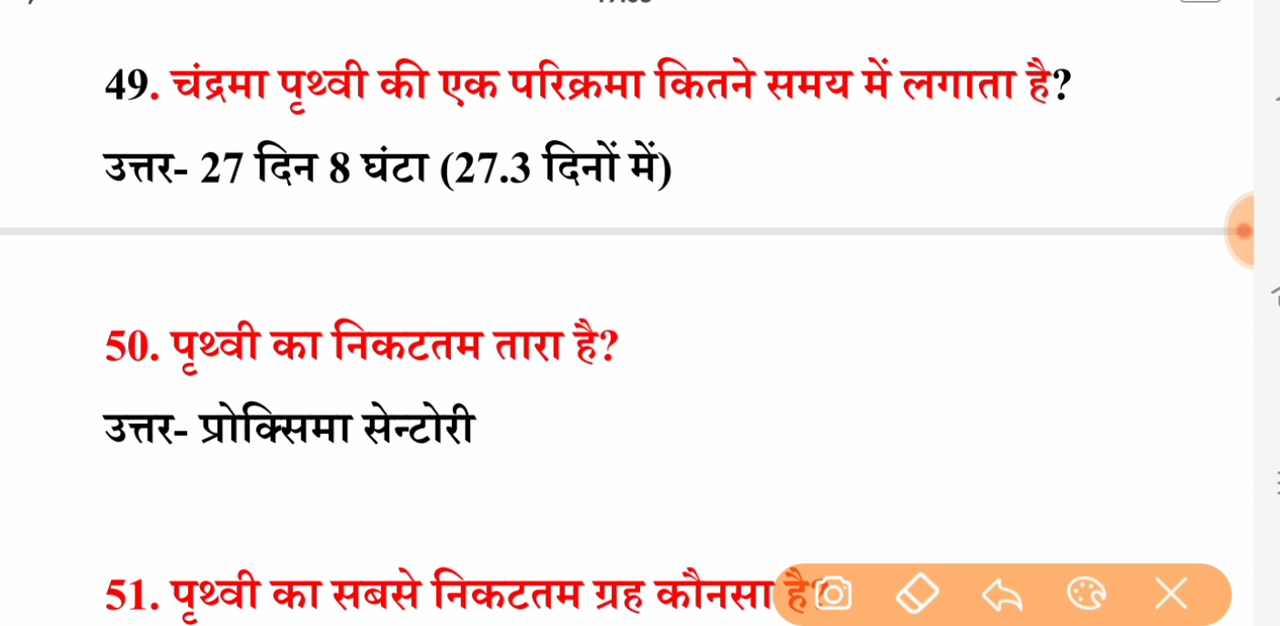 49. चंद्रमा पृथ्वी की एक परिक्रमा कितने समय में लगाता है?
उत्तर- 27 दिन 8 घंटा (27.3 दिनों में)
50. पृथ्वी का निकटतम तारा है?
उत्तर- प्रोक्सिमा सेन्टोरी
51. पृथ्वी का सबसे निकटतम ग्रह कौनसा है?